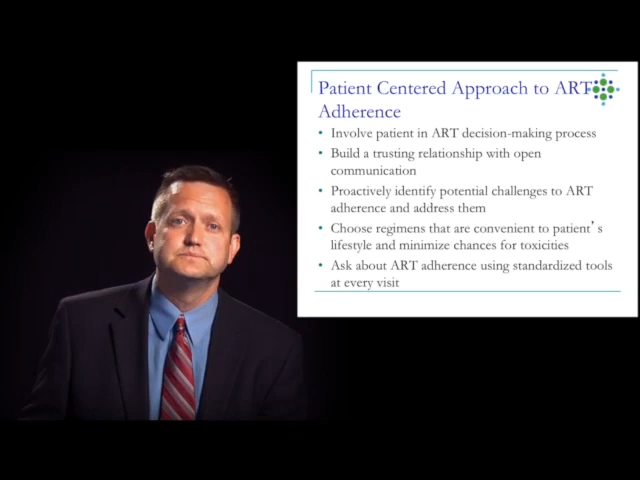 Patient Centered Approach to ART
Adherence
• Involve patient in ART decision-making process
• Build a trusting relationship with open
communication
• Proactively identify potential challenges to ART
adherence and address them
• Choose regimens that are convenient to patient’s
lifestyle and minimize chances for toxicities
• Ask about ART adherence using standardized tools
at every visit